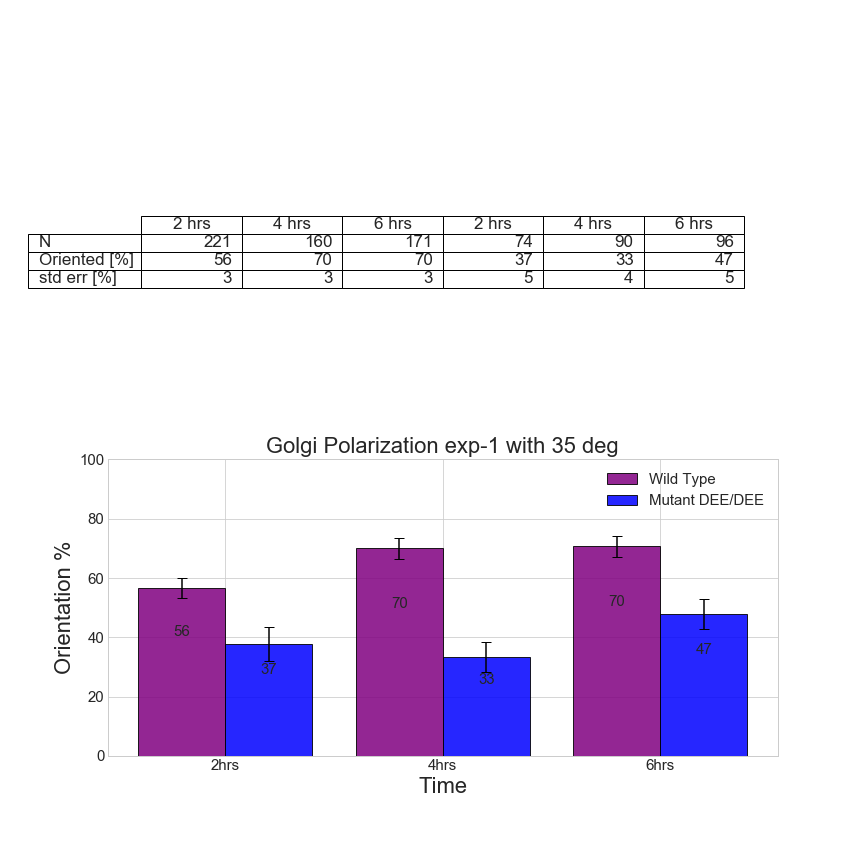 2 hrs 4 hrs 6 hrs 2 hrs 4 hrs 6 hrs
N 221 160 171 74 90 96
Oriented [%] 56 70 70 37 33 47
std err [%] 3 3 3 5 4 5
Golgi Polarization exp-1 with 35 deg
100
Wild Type
Mutant DEE/DEE
80
60
40
20
0
Orientation %
56
37
70
33
70
47
2hrs 4hrs 6hrs
Time